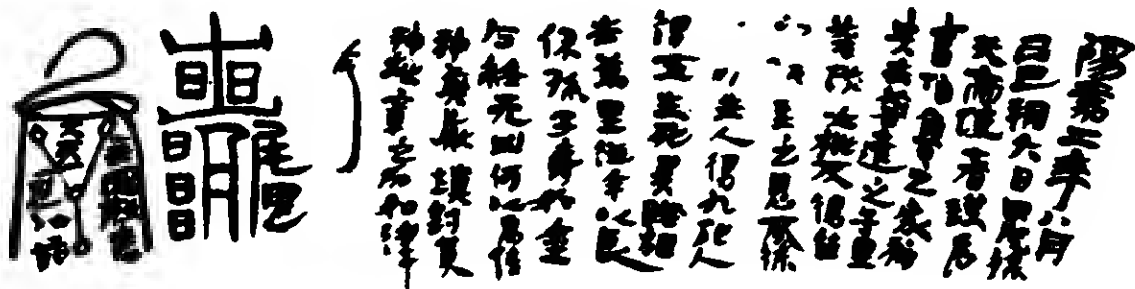 陽嘉二年八月
己巳朔六日甲戌徐
天帝使者謹為
曹伯魯之家移
央去咎遠之千里
咎殃大桃不得留
至之鬼所徐
生人得九死人
得五生死異路相
去萬里從今以長
保孫子壽如金
石終無凶何以為信
神藥厭填封黃
神越章之印如律
令